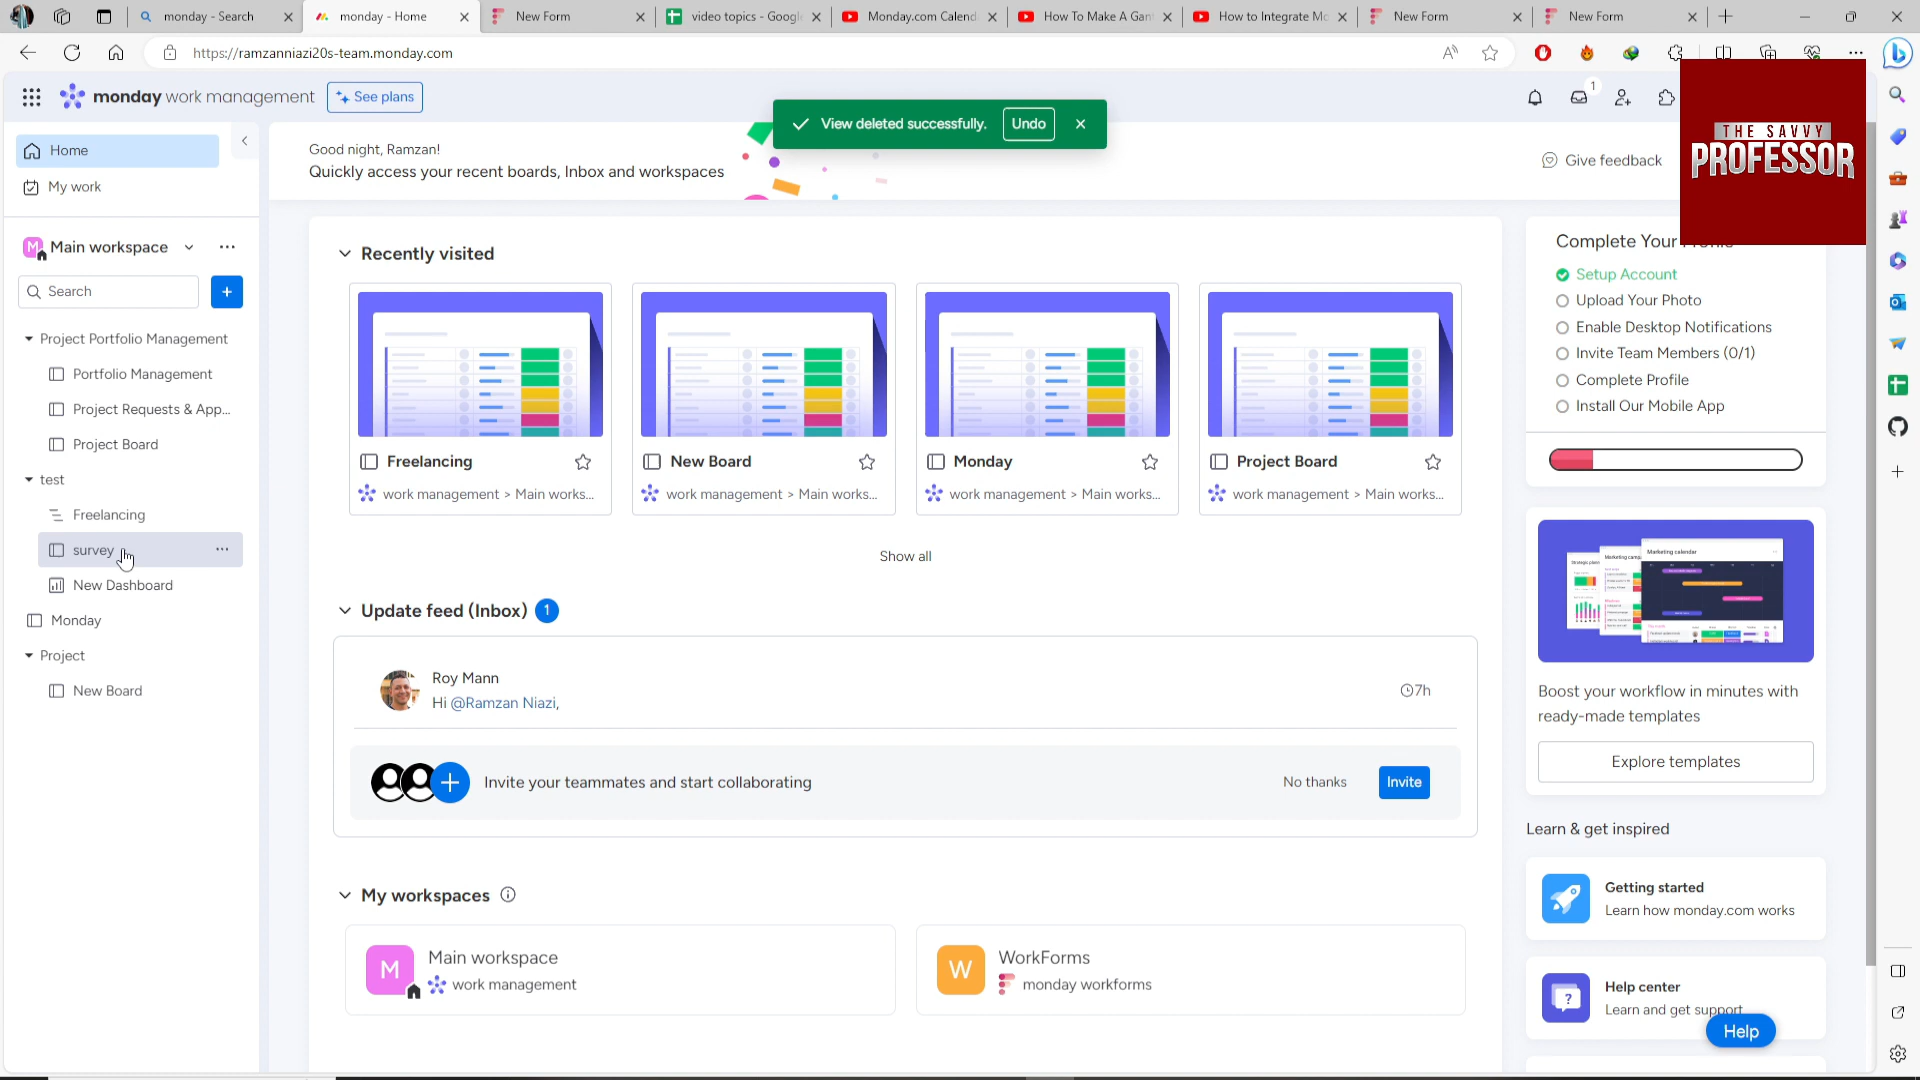 monday - Search
monday - Home
New Form
video topics - Googl
Monday.com Calend
How To Make A Gan
How to Integrate Mo
New Form
New Form
https://ramzanniazi20s-team.monday.com
monday work management
See plans
1
View deleted successfully.
Undo
THE SAVVY
PROFESSOR
Home
My work
Good night, Ramzan!
Quickly access your recent boards, Inbox and workspaces
Give feedback
M
Main workspace
Search
Project Portfolio Management
Portfolio Management
Project Requests & App...
Project Board
test
Freelancing
survey
New Dashboard
Monday
Project
New Board
Recently visited
Freelancing
work management > Main works...
New Board
work management > Main works...
Monday
work management > Main works...
Project Board
work management > Main works...
Show all
Update feed (Inbox) 1
Roy Mann
Hi @Ramzan Niazi,
7h
Invite your teammates and start collaborating
No thanks
Invite
My workspaces
M
Main workspace
work management
W
WorkForms
monday workforms
Complete Your
Setup Account
Upload Your Photo
Enable Desktop Notifications
Invite Team Members (0/1)
Complete Profile
Install Our Mobile App
Marketing calendar
Boost your workflow in minutes with
ready-made templates
Explore templates
Learn & get inspired
Getting started
Learn how monday.com works
Help center
Learn and get support
Help